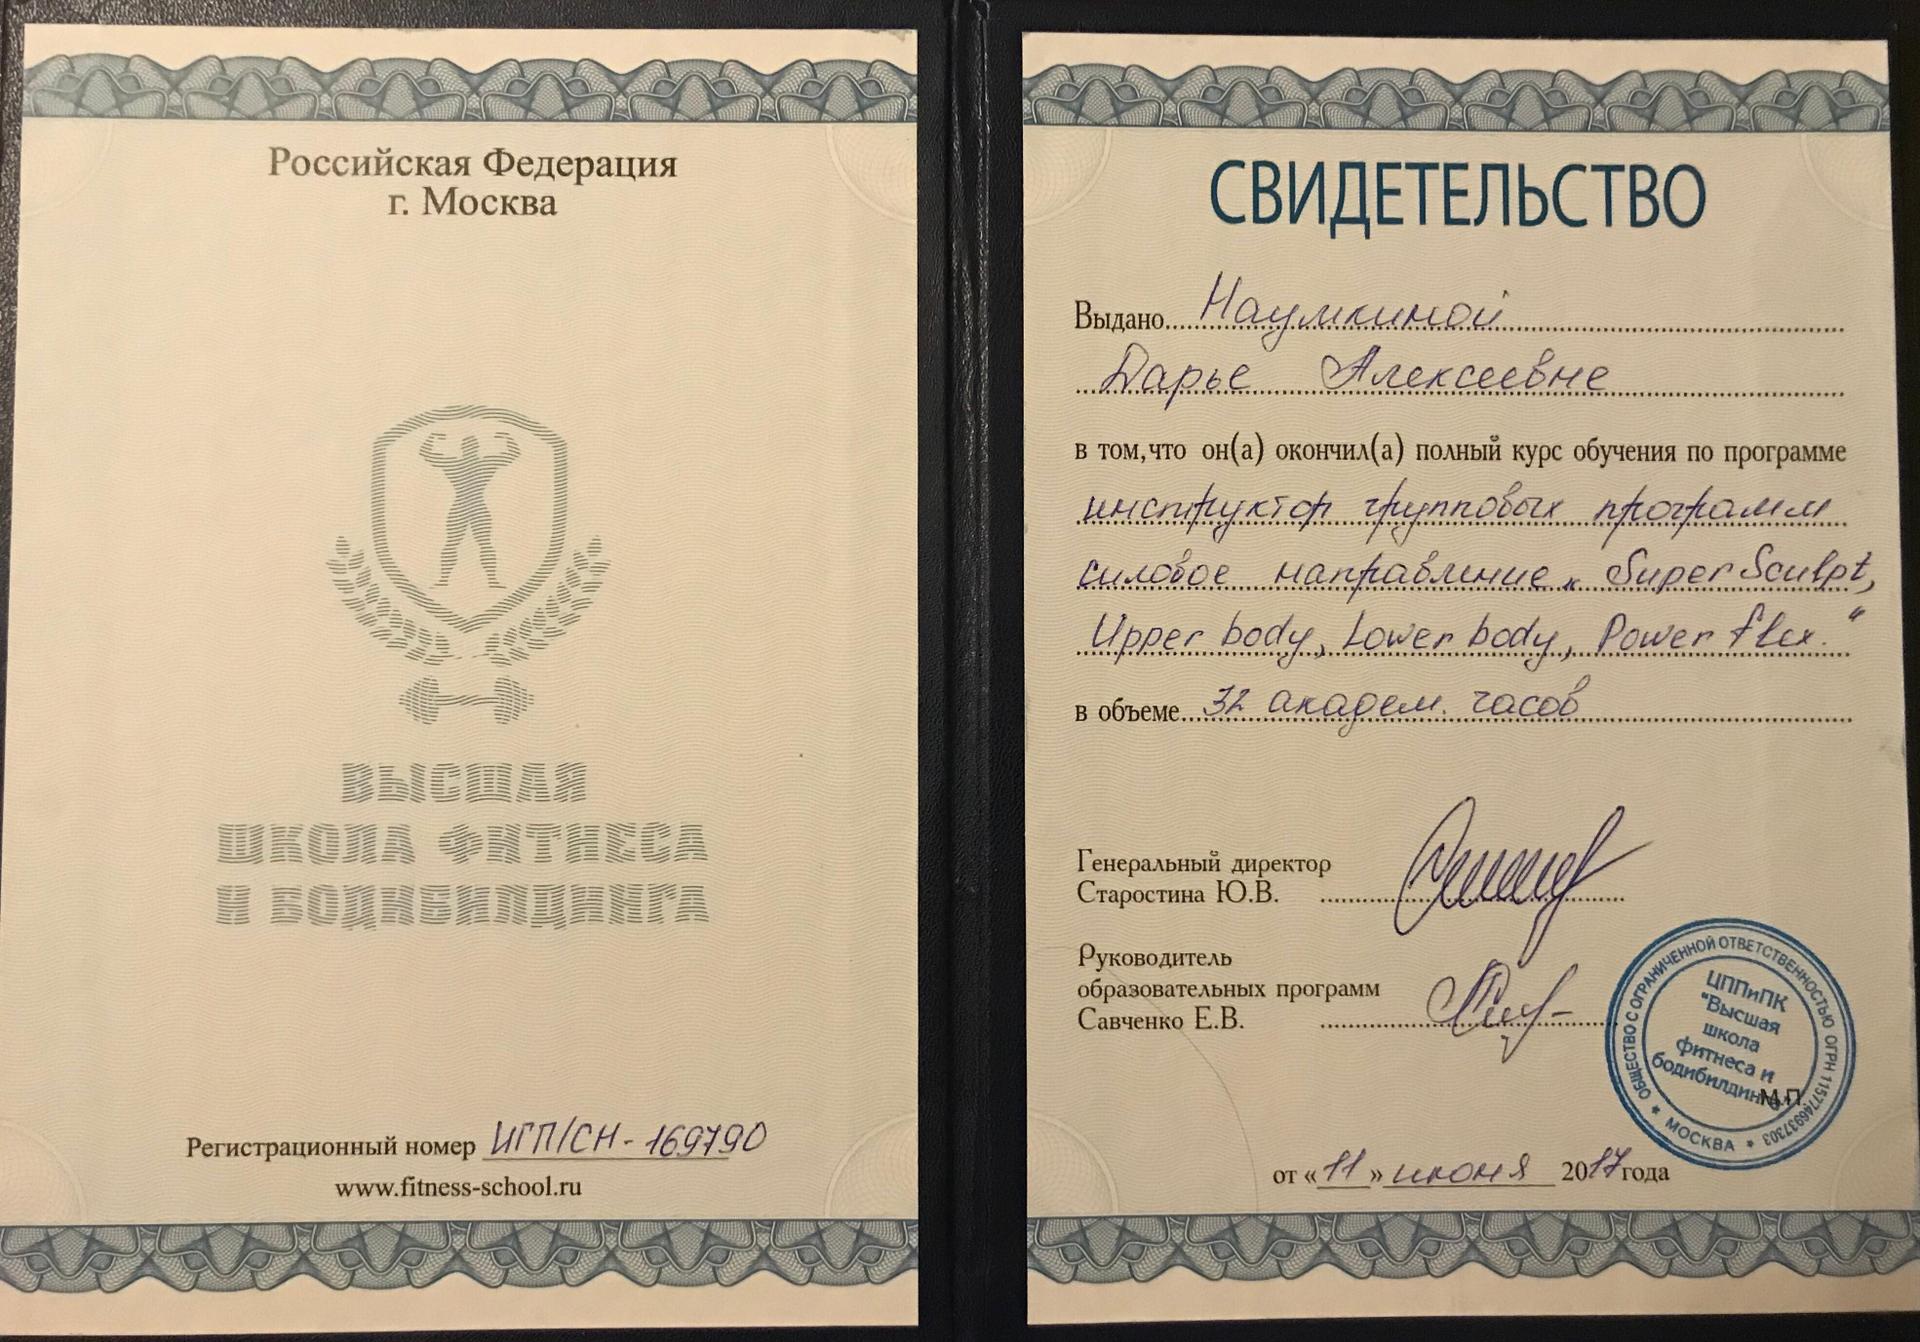 Российская Федерация
г. Москва
ВЫСШАЯ
ШКОЛА ФИТНЕСА
И БОДИБИЛДИНГА
Регистрационный номер ИГП/СН-169790
www.fitness-school.ru
СВИДЕТЕЛЬСТВО
Выдано Наумкиной
Дарье Алексеевне
в том,что он(а) окончил(а) полный курс обучения по программе
инструктор групповых программ
силовое направление „Super Sculpt,
Upper body, Lower body, Power flex."
в объеме 32 академ. часов
Генеральный директор
Старостина Ю.В.
Руководитель
образовательных программ
Савченко Е.В.
ОБЩЕСТВО С ОГРАНИЧЕННОЙ ОТВЕТСТВЕННОСТЬЮ ОГРН 1157746937303
* МОСКВА *
ЦППиПК
"Высшая
школа
фитнеса и
бодибилдинга"
М.П.
от «11» июня 2017 года